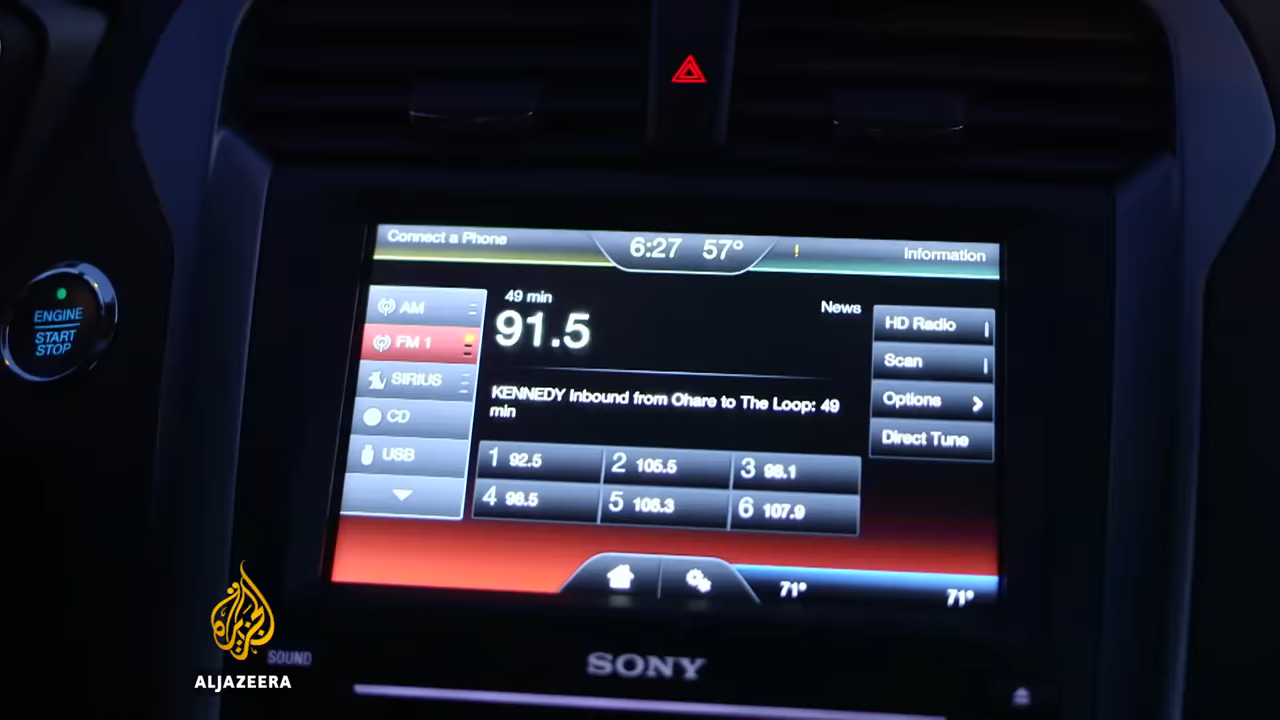 Connect a Phone
6:27 57°
!
Information
ENGINE
START
STOP
AM
FM 1
SIRIUS
CD
USB
49 min
91.5
News
KENNEDY Inbound from Ohare to The Loop: 49
min
1 92.5
2 105.5
3 98.1
4 98.5
5 106.3
6 107.9
HD Radio
Scan
Options
Direct Tune
71°
71°
SOUND
SONY
الجزيرة
ALJAZEERA